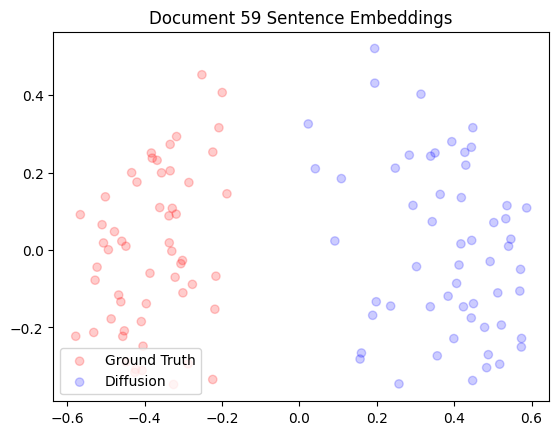 Document 59 Sentence Embeddings
0.4
0.2
0.0
−0.2
Ground Truth
Diffusion
−0.6 −0.4 −0.2 0.0 0.2 0.4 0.6